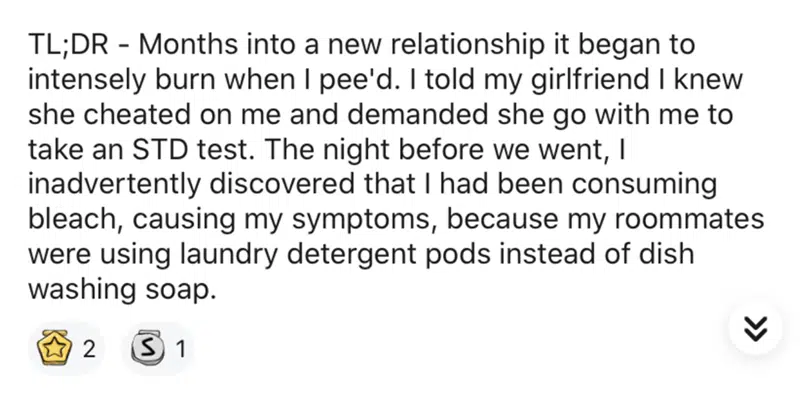 TL;DR - Months into a new relationship it began to
intensely burn when I pee'd. I told my girlfriend I knew
she cheated on me and demanded she go with me to
take an STD test. The night before we went, I
inadvertently discovered that I had been consuming
bleach, causing my symptoms, because my roommates
were using laundry detergent pods instead of dish
washing soap.
2 S 1